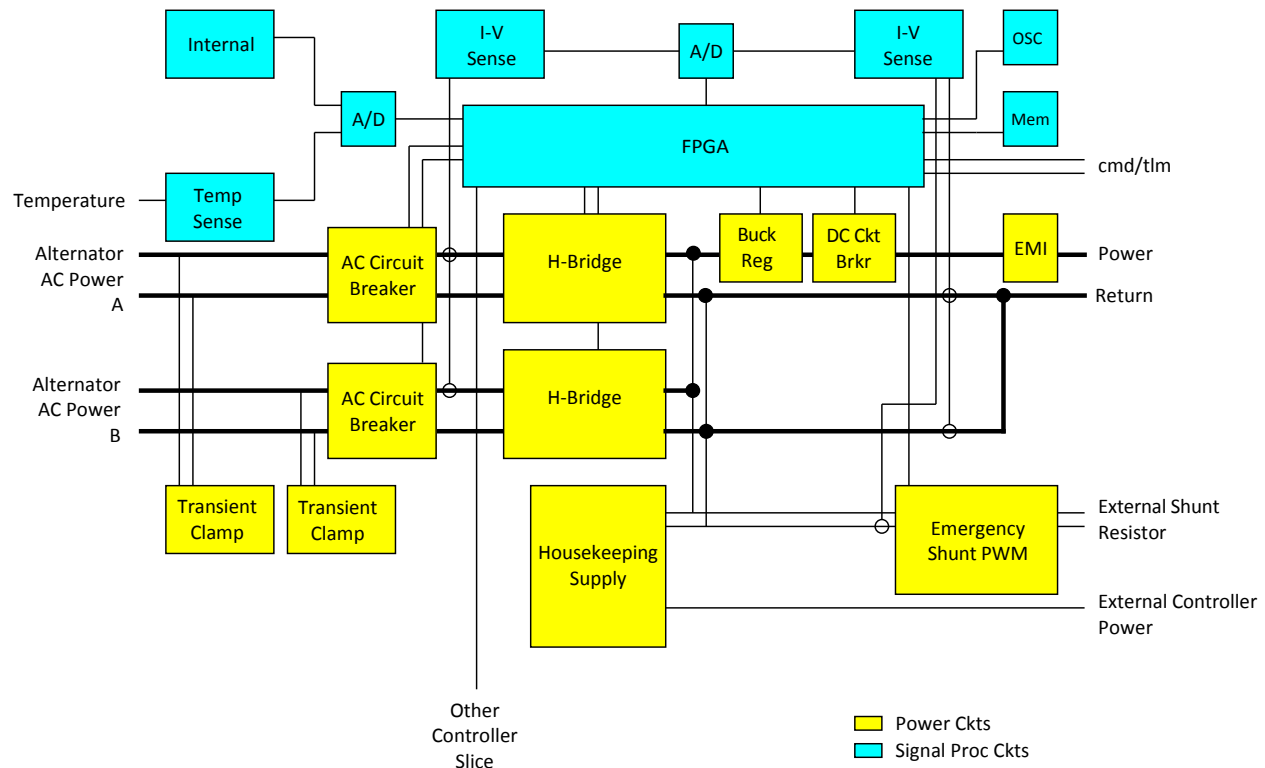 Internal
I-V
Sense
A/D
I-V
Sense
OSC
A/D
FPGA
Mem
cmd/tlm
Temperature
Temp
Sense
Alternator
AC Power
A
AC Circuit
Breaker
H-Bridge
Buck
Reg
DC Ckt
Brkr
EMI
Power
Return
Alternator
AC Power
B
AC Circuit
Breaker
H-Bridge
Transient
Clamp
Transient
Clamp
Housekeeping
Supply
Emergency
Shunt PWM
External Shunt
Resistor
External Controller
Power
Other
Controller
Slice
Power Ckts
Signal Proc Ckts